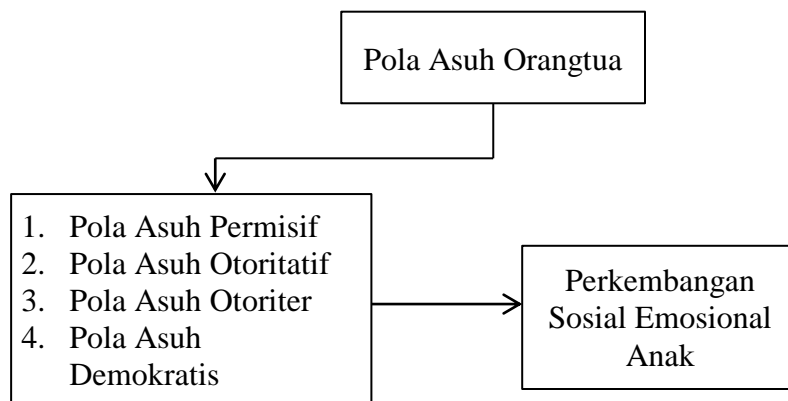 Pola Asuh Orangtua
1. Pola Asuh Permisif
2. Pola Asuh Otoritatif
3. Pola Asuh Otoriter
4. Pola Asuh
Demokratis
Perkembangan
Sosial Emosional
Anak